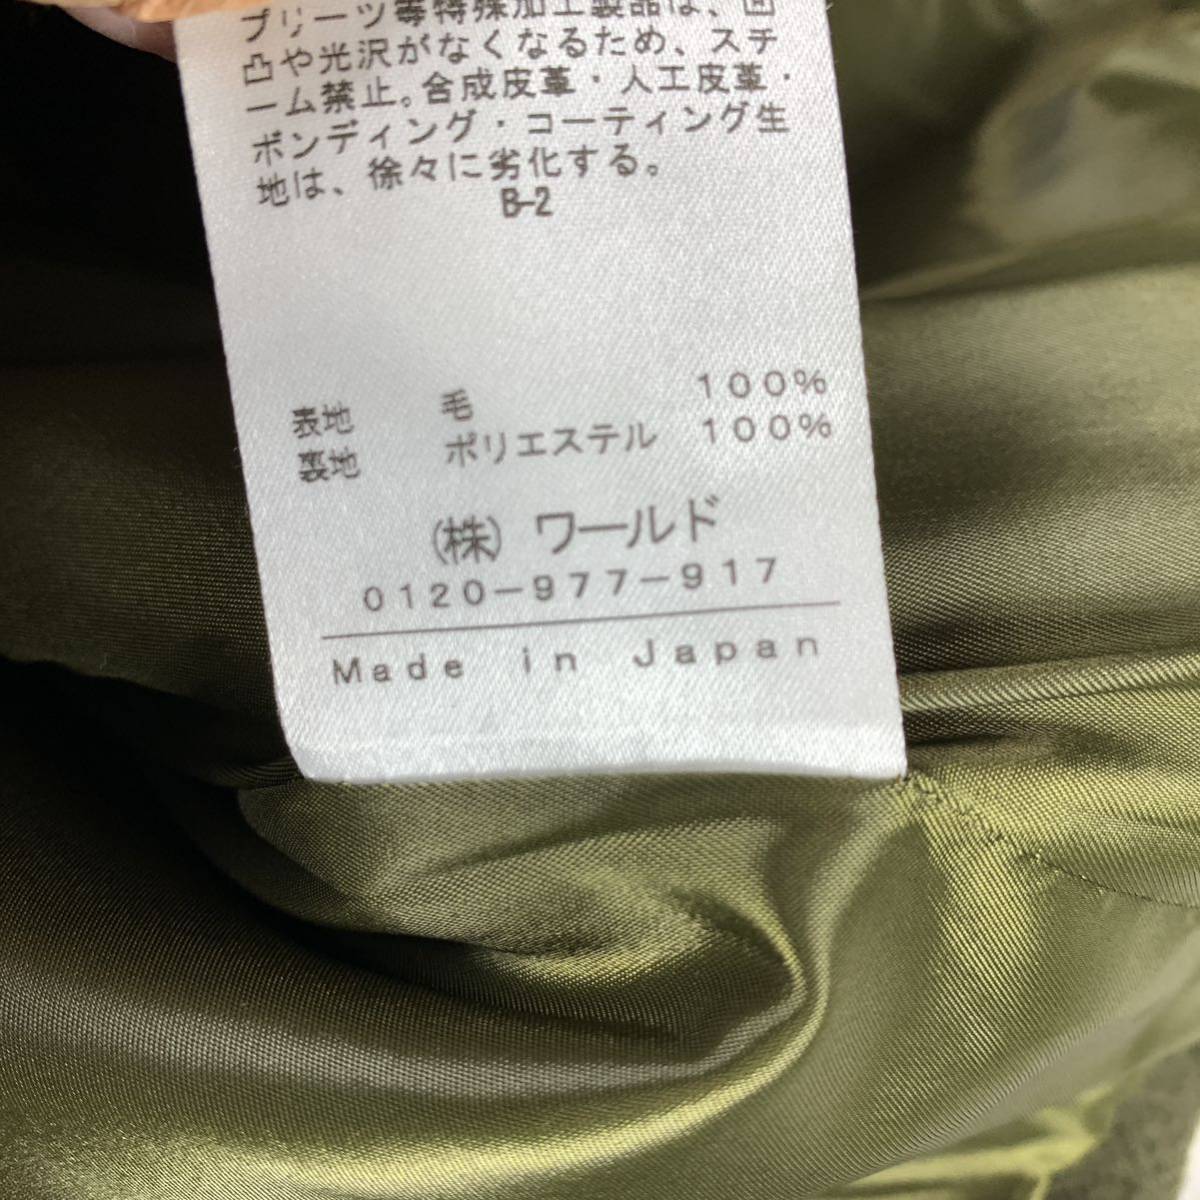 プリーツ等特殊加工製品は、凹
凸や光沢がなくなるため、スチ
ーム禁止。合成皮革・人工皮革・
ボンディング・コーティング生
地は、徐々に劣化する。
B-2
表地 毛 100%
裏地 ポリエステル 100%
(株) ワールド
0120-977-917
Made in Japan